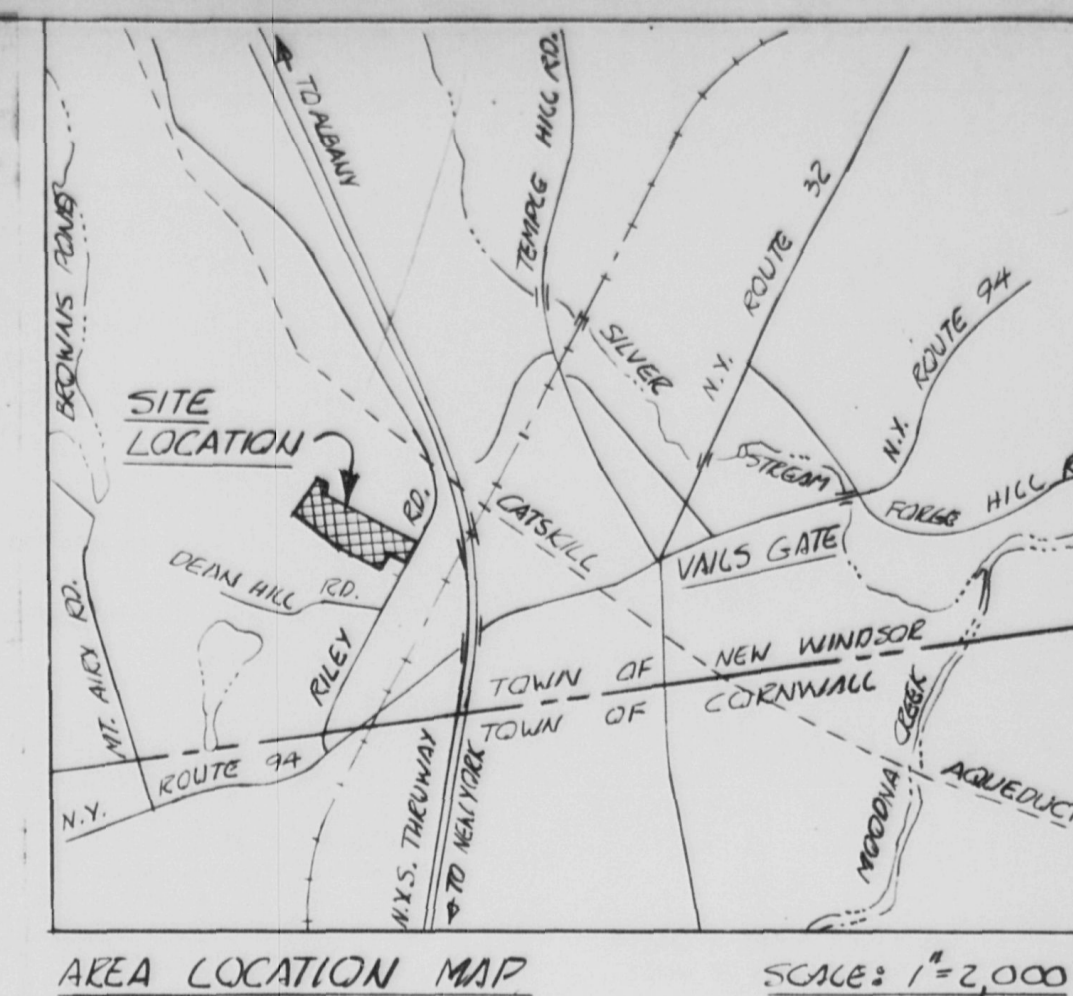 TO ALBANY
TEMPLE HILL RD.
BROWNS POND
ROUTE 32
N.Y.
SILVER
STREAM
N.Y. ROUTE 94
SITE
LOCATION
RD.
FORGE HILL
CATSKILL
VAILS GATE
DEAN HILL RD.
RILEY
MT. AIRY RD.
TOWN OF NEW WINDSOR
TOWN OF CORNWALL
N.Y. ROUTE 94
N.Y.S. THRUWAY
TO NEW YORK
MOODNA CREEK
AQUEDUCT
AREA LOCATION MAP
SCALE: 1"=2,000